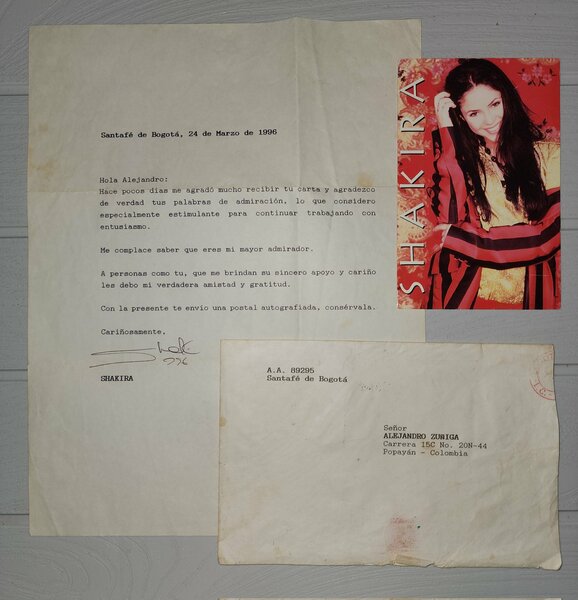 Santafé de Bogotá, 24 de Marzo de 1996
Hola Alejandro:
Hace pocos días me agradó mucho recibir tu carta y agradezco
de verdad tus palabras de admiración, lo que considero
especialmente estimulante para continuar trabajando con
entusiasmo.
Me complace saber que eres mi mayor admirador.
A personas como tu, que me brindan su sincero apoyo y cariño
les debo mi verdadera amistad y gratitud.
Con la presente te envío una postal autografiada, consérvala.
Cariñosamente.
SHAKIRA
SHAKIRA
A.A. 89295
Santafé de Bogotá
Señor
ALEJANDRO ZUÑIGA
Carrera 15C No. 20N-44
Popayán - Colombia